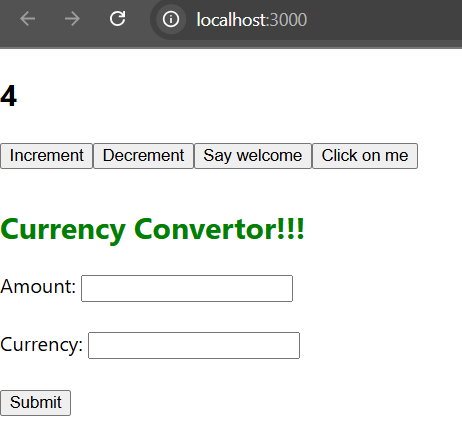 localhost:3000
4
Increment Decrement Say welcome Click on me
Currency Convertor!!!
Amount:
Currency:
Submit